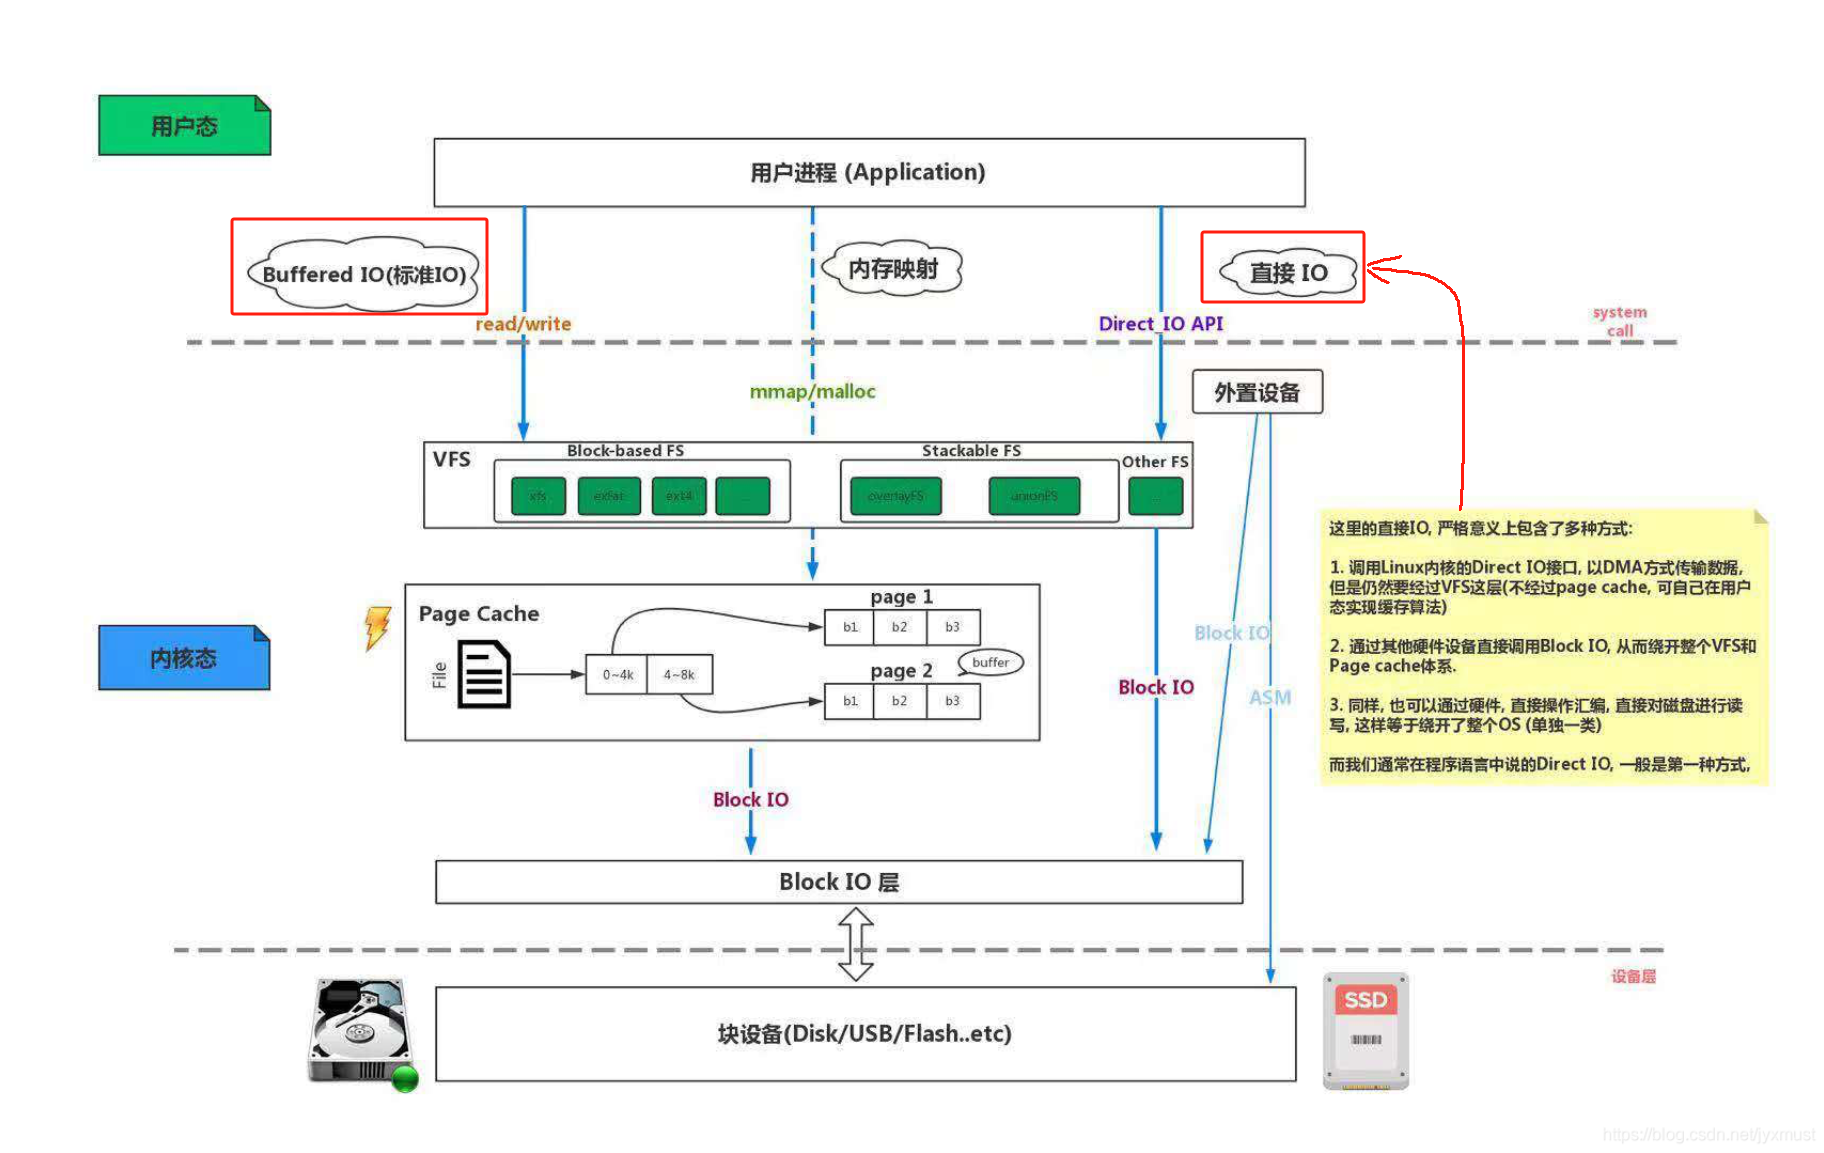 用户态
用户进程 (Application)
Buffered IO(标准IO)
内存映射
直接 IO
read/write
Direct_IO API
system
call
mmap/malloc
外置设备
VFS
Block-based FS
Stackable FS
Other FS
xfs
exFat
ext4
...
overlayFS
unionFS
...
这里的直接IO, 严格意义上包含了多种方式:
1. 调用Linux内核的Direct IO接口, 以DMA方式传输数据,
但是仍然要经过VFS这层(不经过page cache, 可自己在用户
态实现缓存算法)
2. 通过其他硬件设备直接调用Block IO, 从而绕开整个VFS和
Page cache体系.
3. 同样, 也可以通过硬件, 直接操作汇编, 直接对磁盘进行读
写, 这样等于绕开了整个OS (单独一类)
而我们通常在程序语言中说的Direct IO, 一般是第一种方式,
内核态
Page Cache
File
0~4k
4~8k
page 1
b1
b2
b3
buffer
page 2
b1
b2
b3
Block IO
Block IO
ASM
Block IO
Block IO 层
设备层
块设备(Disk/USB/Flash..etc)
SSD
https://blog.csdn.net/jyxmust